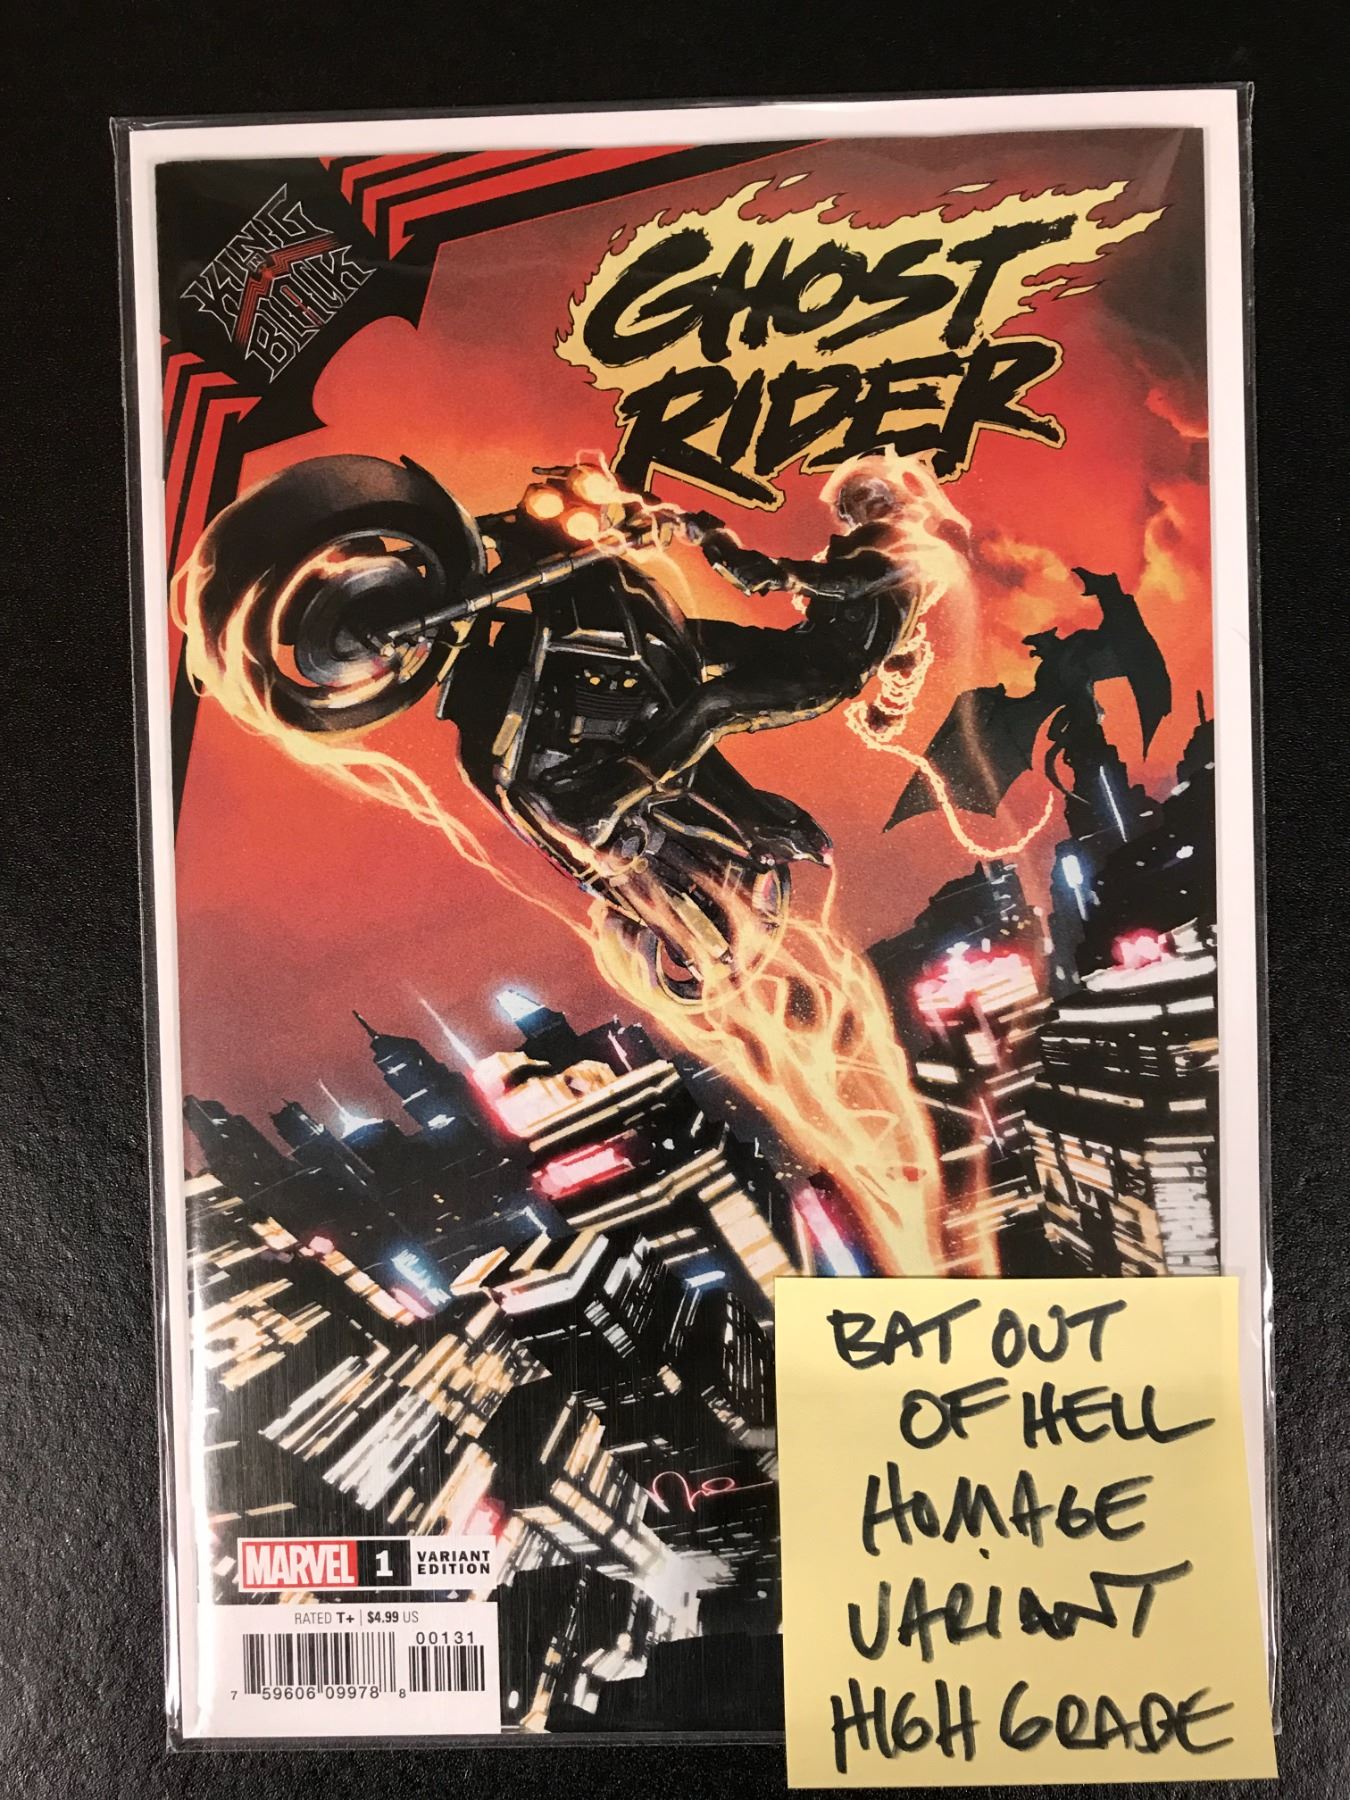 KING
IN
BLACK
GHOST
RIDER
MARVEL 1 VARIANT
EDITION
RATED T+ $4.99 US
00131
7 59606 09978 8
BAT OUT
OF HELL
HOMAGE
VARIANT
HIGH GRADE